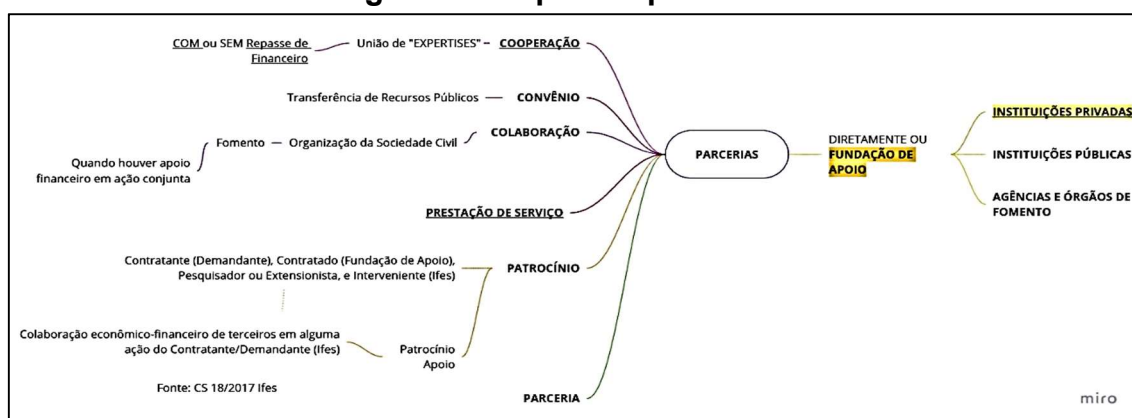 COM ou SEM Repasse de
Financeiro
União de "EXPERTISES"
COOPERAÇÃO
Transferência de Recursos Públicos
CONVÊNIO
COLABORAÇÃO
Organização da Sociedade Civil
Fomento
Quando houver apoio
financeiro em ação conjunta
PRESTAÇÃO DE SERVIÇO
Contratante (Demandante), Contratado (Fundação de Apoio),
Pesquisador ou Extensionista, e Interveniente (Ifes)
PATROCÍNIO
Colaboração econômico-financeiro de terceiros em alguma
ação do Contratante/Demandante (Ifes)
Patrocínio
Apoio
Fonte: CS 18/2017 Ifes
PARCERIA
PARCERIAS
DIRETAMENTE OU
FUNDAÇÃO DE
APOIO
INSTITUIÇÕES PRIVADAS
INSTITUIÇÕES PÚBLICAS
AGÊNCIAS E ÓRGÃOS DE
FOMENTO
miro